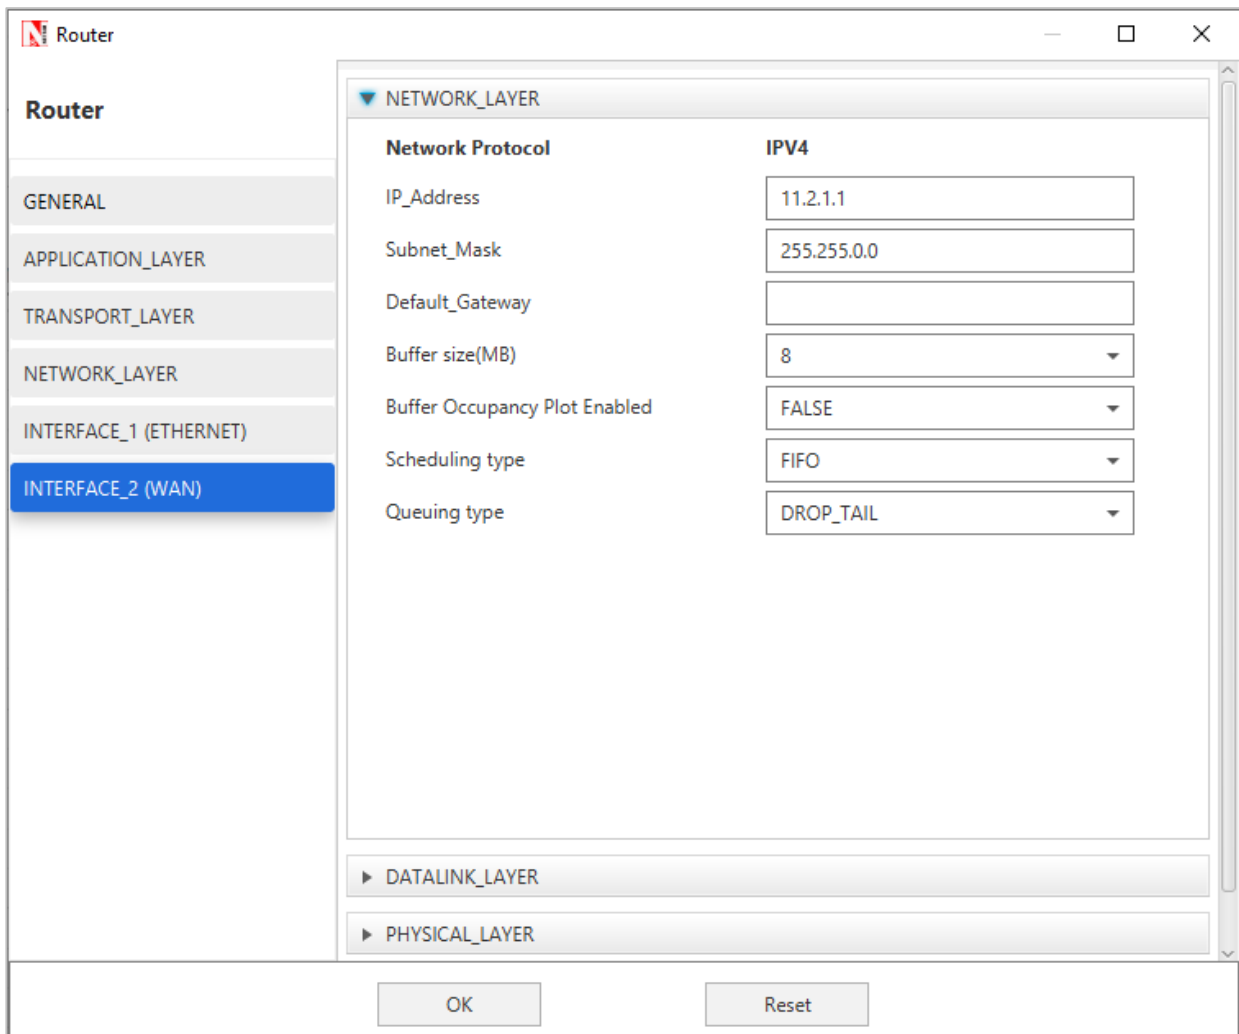 Router
Router
GENERAL
APPLICATION_LAYER
TRANSPORT_LAYER
NETWORK_LAYER
INTERFACE_1 (ETHERNET)
INTERFACE_2 (WAN)
NETWORK_LAYER
Network Protocol IPV4
IP_Address 11.2.1.1
Subnet_Mask 255.255.0.0
Default_Gateway
Buffer size(MB) 8
Buffer Occupancy Plot Enabled FALSE
Scheduling type FIFO
Queuing type DROP_TAIL
DATALINK_LAYER
PHYSICAL_LAYER
OK Reset